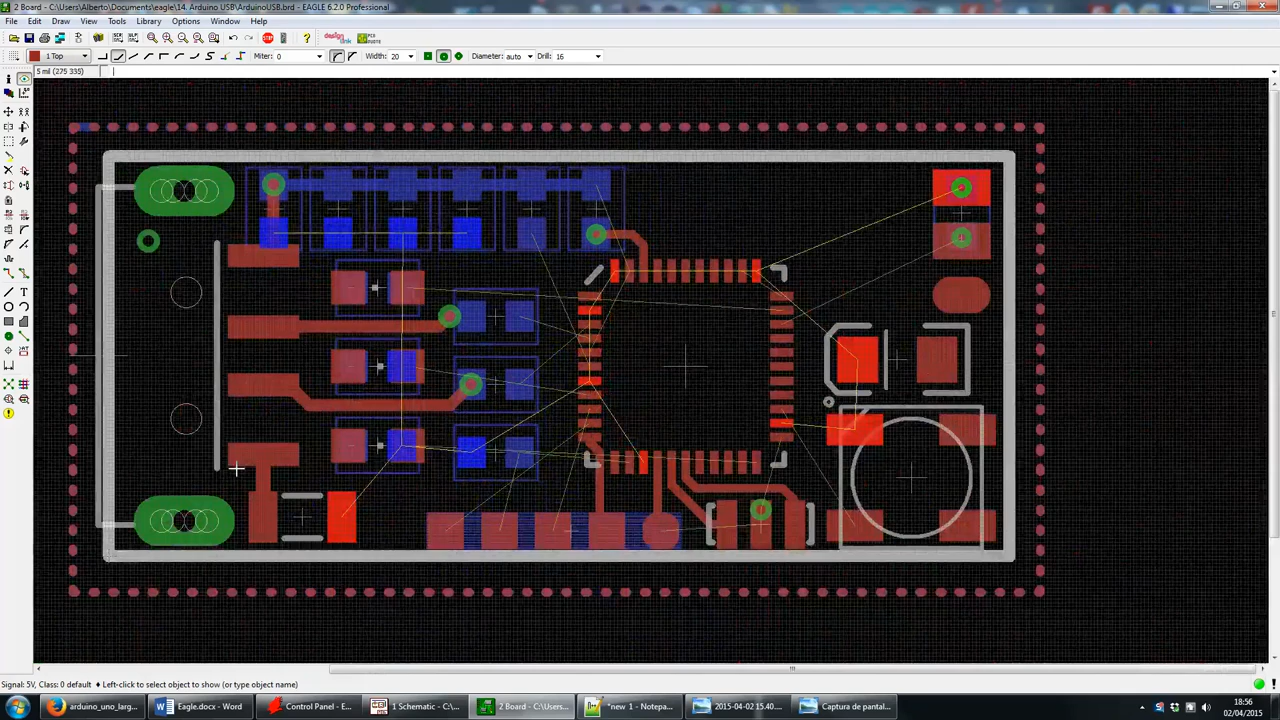 2 Board - C:\Users\Alberto\Documents\eagle\14. Arduino USB\ArduinoUSB.brd - EAGLE 6.2.0 Professional
File Edit Draw View Tools Library Options Window Help
1 Top Miter: 0 Width: 20 Diameter: auto Drill: 16
5 mil (275 335)
Signal: 5V, Class: 0 default ♦ Left-click to select object to show (or type object name)
arduino_uno_larg... Eagle.docx - Word Control Panel - E... 1 Schematic - C:\... 2 Board - C:\Users... *new 1 - Notepa... 2015-04-02 15.40.... Captura de pantal...
18:56
02/04/2015